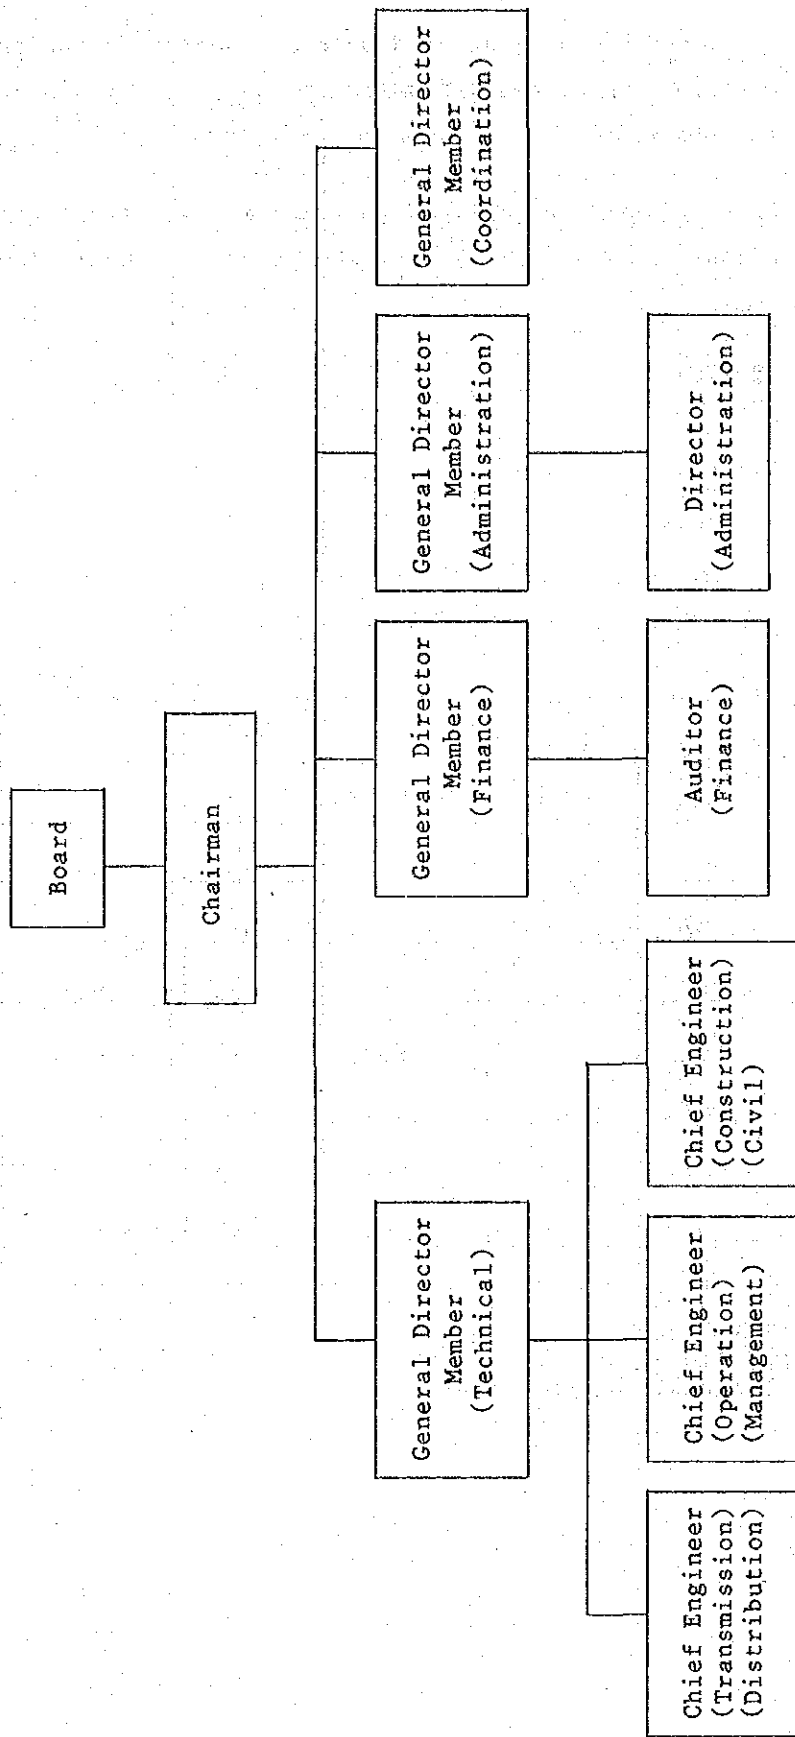 Board
Chairman
General Director
Member
(Technical)
General Director
Member
(Finance)
General Director
Member
(Administration)
General Director
Member
(Coordination)
Chief Engineer
(Transmission)
(Distribution)
Chief Engineer
(Operation)
(Management)
Chief Engineer
(Construction)
(Civil)
Auditor
(Finance)
Director
(Administration)